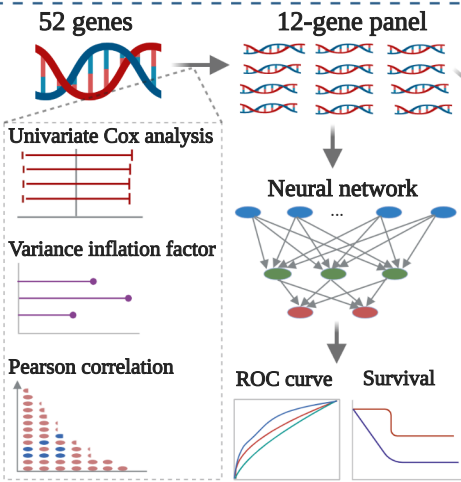 52 genes
12-gene panel
Univariate Cox analysis
Variance inflation factor
Pearson correlation
Neural network
...
ROC curve
Survival